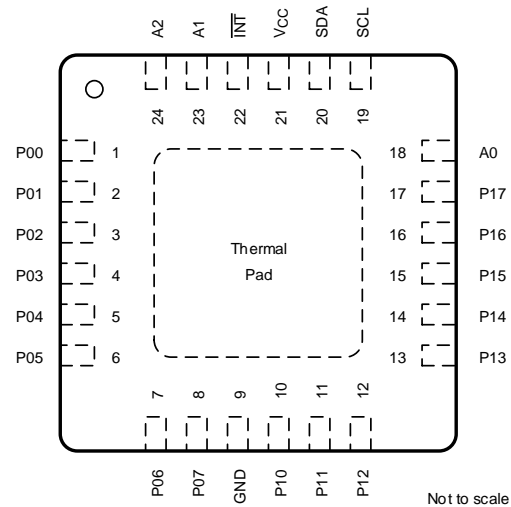 A2 A1 INT VCC SDA SCL
24 23 22 21 20 19
P00 1 18 A0
P01 2 17 P17
P02 3 16 P16
P03 4 15 P15
P04 5 14 P14
P05 6 13 P13
Thermal
Pad
7 8 9 10 11 12
P06 P07 GND P10 P11 P12
Not to scale